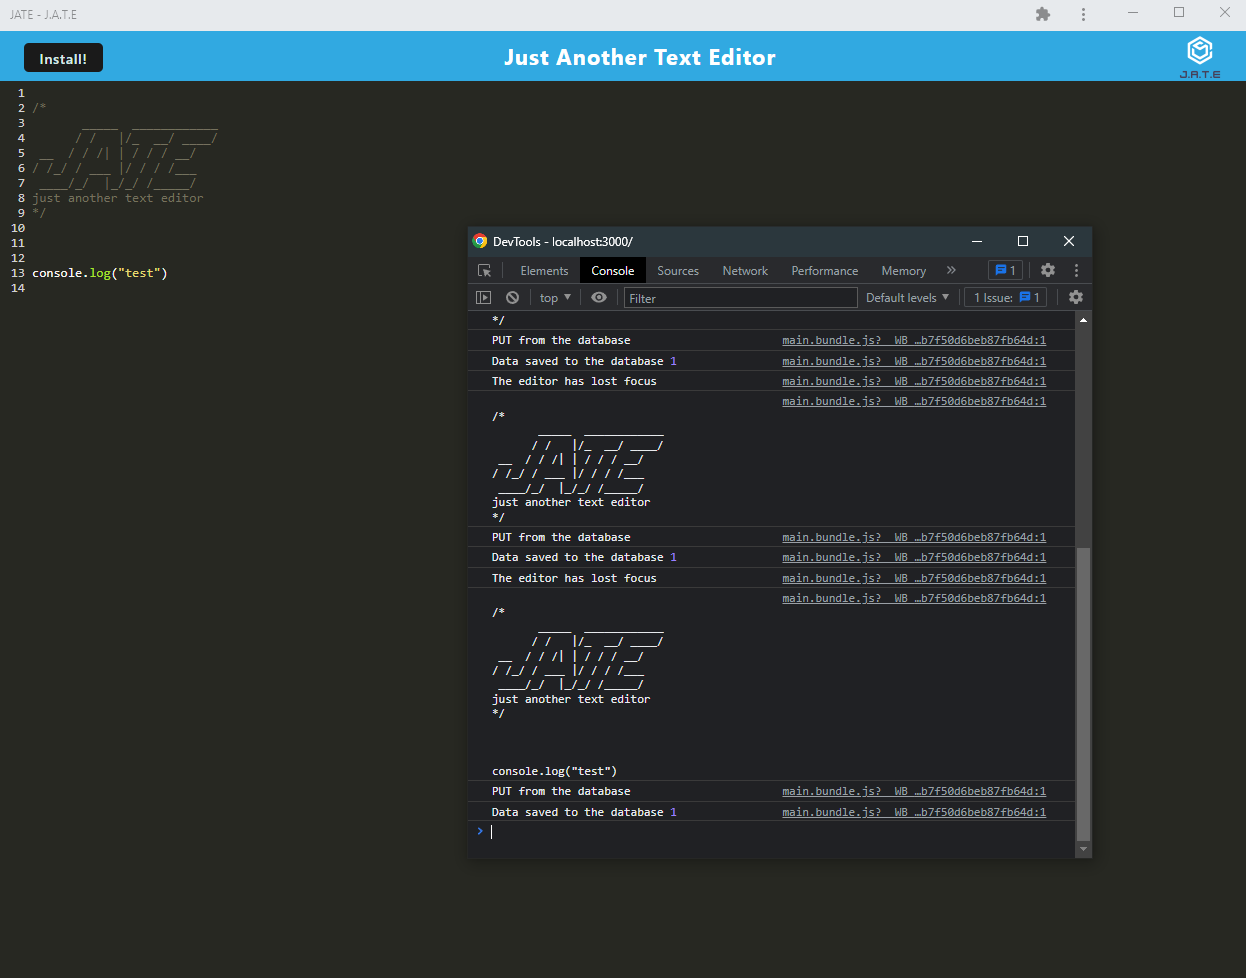 JATE - J.A.T.E
Install!
Just Another Text Editor
J.A.T.E
1
2 /*
3        _____  ____________
4       / /   |/_  __/ ____/
5  __  / / /| | / / / __/
6 / /_/ / ___ |/ / / /___
7  ____/_/  |_/_/ /_____/
8 just another text editor
9 */
10
11
12
13 console.log("test")
14
DevTools - localhost:3000/
Elements Console Sources Network Performance Memory » 1
top ▼ Filter Default levels ▼ 1 Issue: 1
*/
PUT from the database main.bundle.js?__WB_…b7f50d6beb87fb64d:1
Data saved to the database 1 main.bundle.js?__WB_…b7f50d6beb87fb64d:1
The editor has lost focus main.bundle.js?__WB_…b7f50d6beb87fb64d:1
main.bundle.js?__WB_…b7f50d6beb87fb64d:1
/*
       _____  ____________
      / /   |/_  __/ ____/
 __  / / /| | / / / __/
/ /_/ / ___ |/ / / /___
 ____/_/  |_/_/ /_____/
just another text editor
*/
PUT from the database main.bundle.js?__WB_…b7f50d6beb87fb64d:1
Data saved to the database 1 main.bundle.js?__WB_…b7f50d6beb87fb64d:1
The editor has lost focus main.bundle.js?__WB_…b7f50d6beb87fb64d:1
main.bundle.js?__WB_…b7f50d6beb87fb64d:1
/*
       _____  ____________
      / /   |/_  __/ ____/
 __  / / /| | / / / __/
/ /_/ / ___ |/ / / /___
 ____/_/  |_/_/ /_____/
just another text editor
*/
console.log("test")
PUT from the database main.bundle.js?__WB_…b7f50d6beb87fb64d:1
Data saved to the database 1 main.bundle.js?__WB_…b7f50d6beb87fb64d:1
>